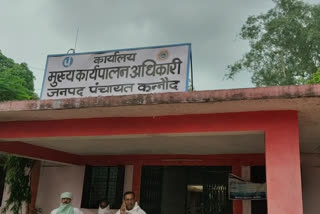 कार्यालय
मुख्य कार्यपालन अधिकारी
जनपद पंचायत कन्नौद